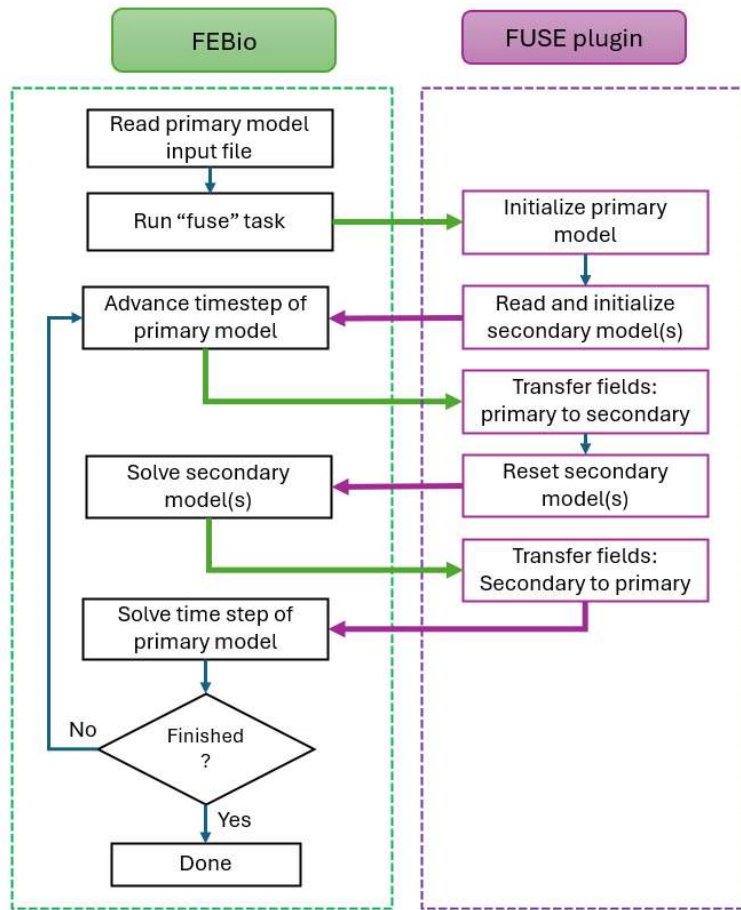 FEBio
FUSE plugin
Read primary model
input file
Run “fuse” task
Initialize primary
model
Advance timestep of
primary model
Read and initialize
secondary model(s)
Transfer fields:
primary to secondary
Solve secondary
model(s)
Reset secondary
model(s)
Transfer fields:
Secondary to primary
Solve time step of
primary model
No
Finished
?
Yes
Done